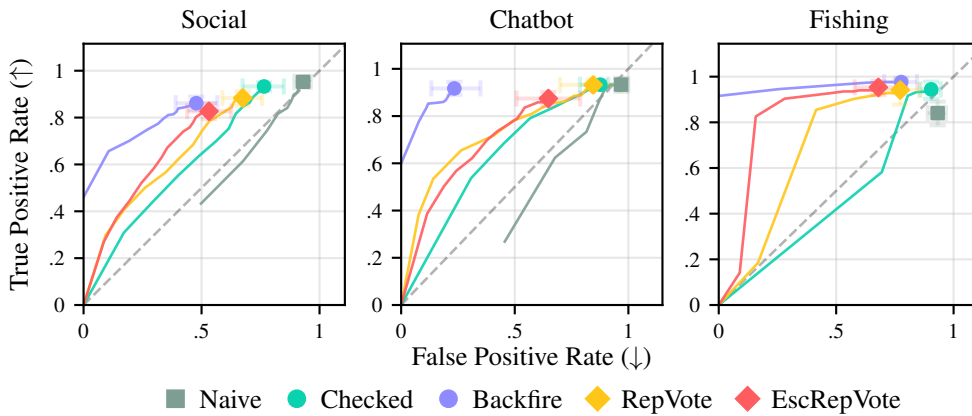 Social Chatbot Fishing
True Positive Rate (↑)
1 1 1
.8 .8 .8
.6 .6 .6
.4 .4 .4
.2 .2 .2
0 0 0
0 .5 1 0 .5 1 0 .5 1
False Positive Rate (↓)
Naive Checked Backfire RepVote EscRepVote